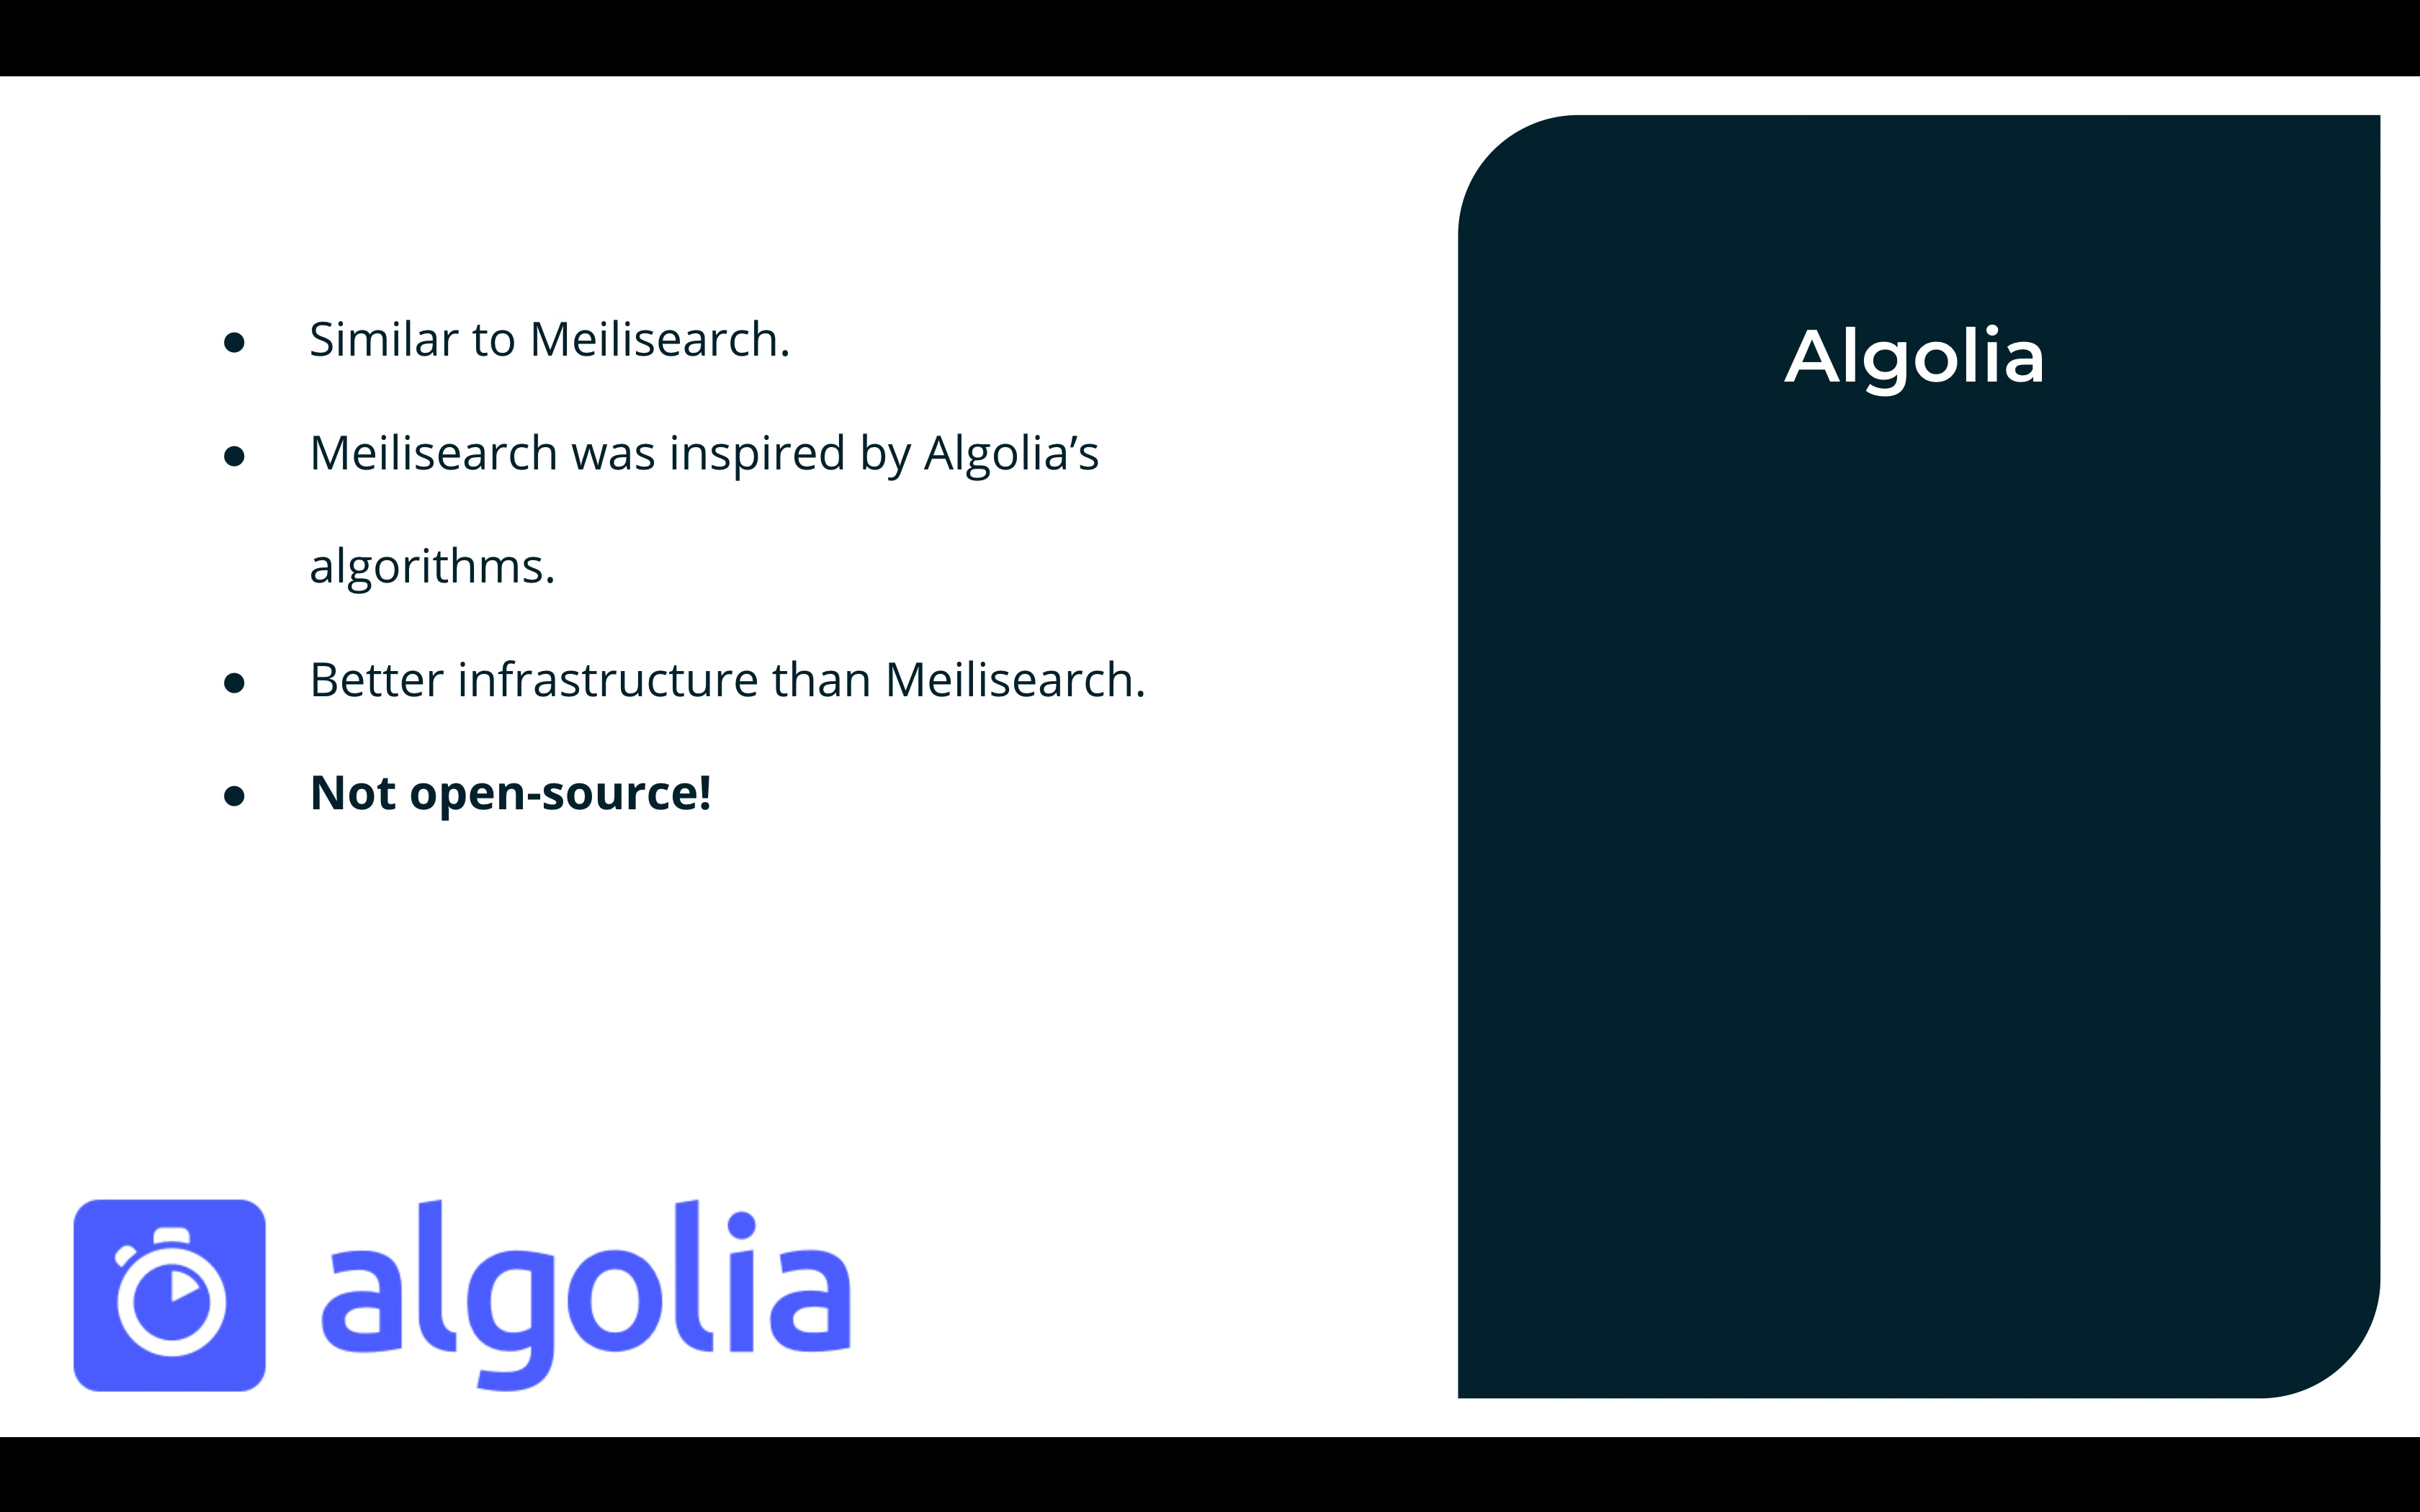 Algolia
● Similar to Meilisearch.
● Meilisearch was inspired by Algolia’s
algorithms.
● Better infrastructure than Meilisearch.
● Not open-source!
algolia